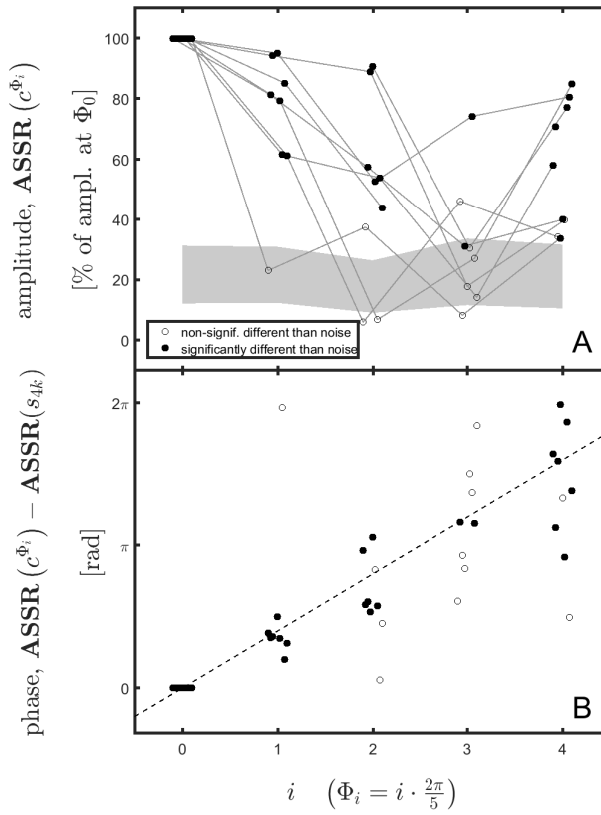 amplitude, ASSR (c^{Φ_i})
[% of ampl. at Φ_0]
100
80
60
40
20
0
○ non-signif. different than noise
● significantly different than noise
A
phase, ASSR (c^{Φ_i}) − ASSR(s_{4k})
[rad]
2π
π
0
B
0 1 2 3 4
i (Φ_i = i · 2π/5)